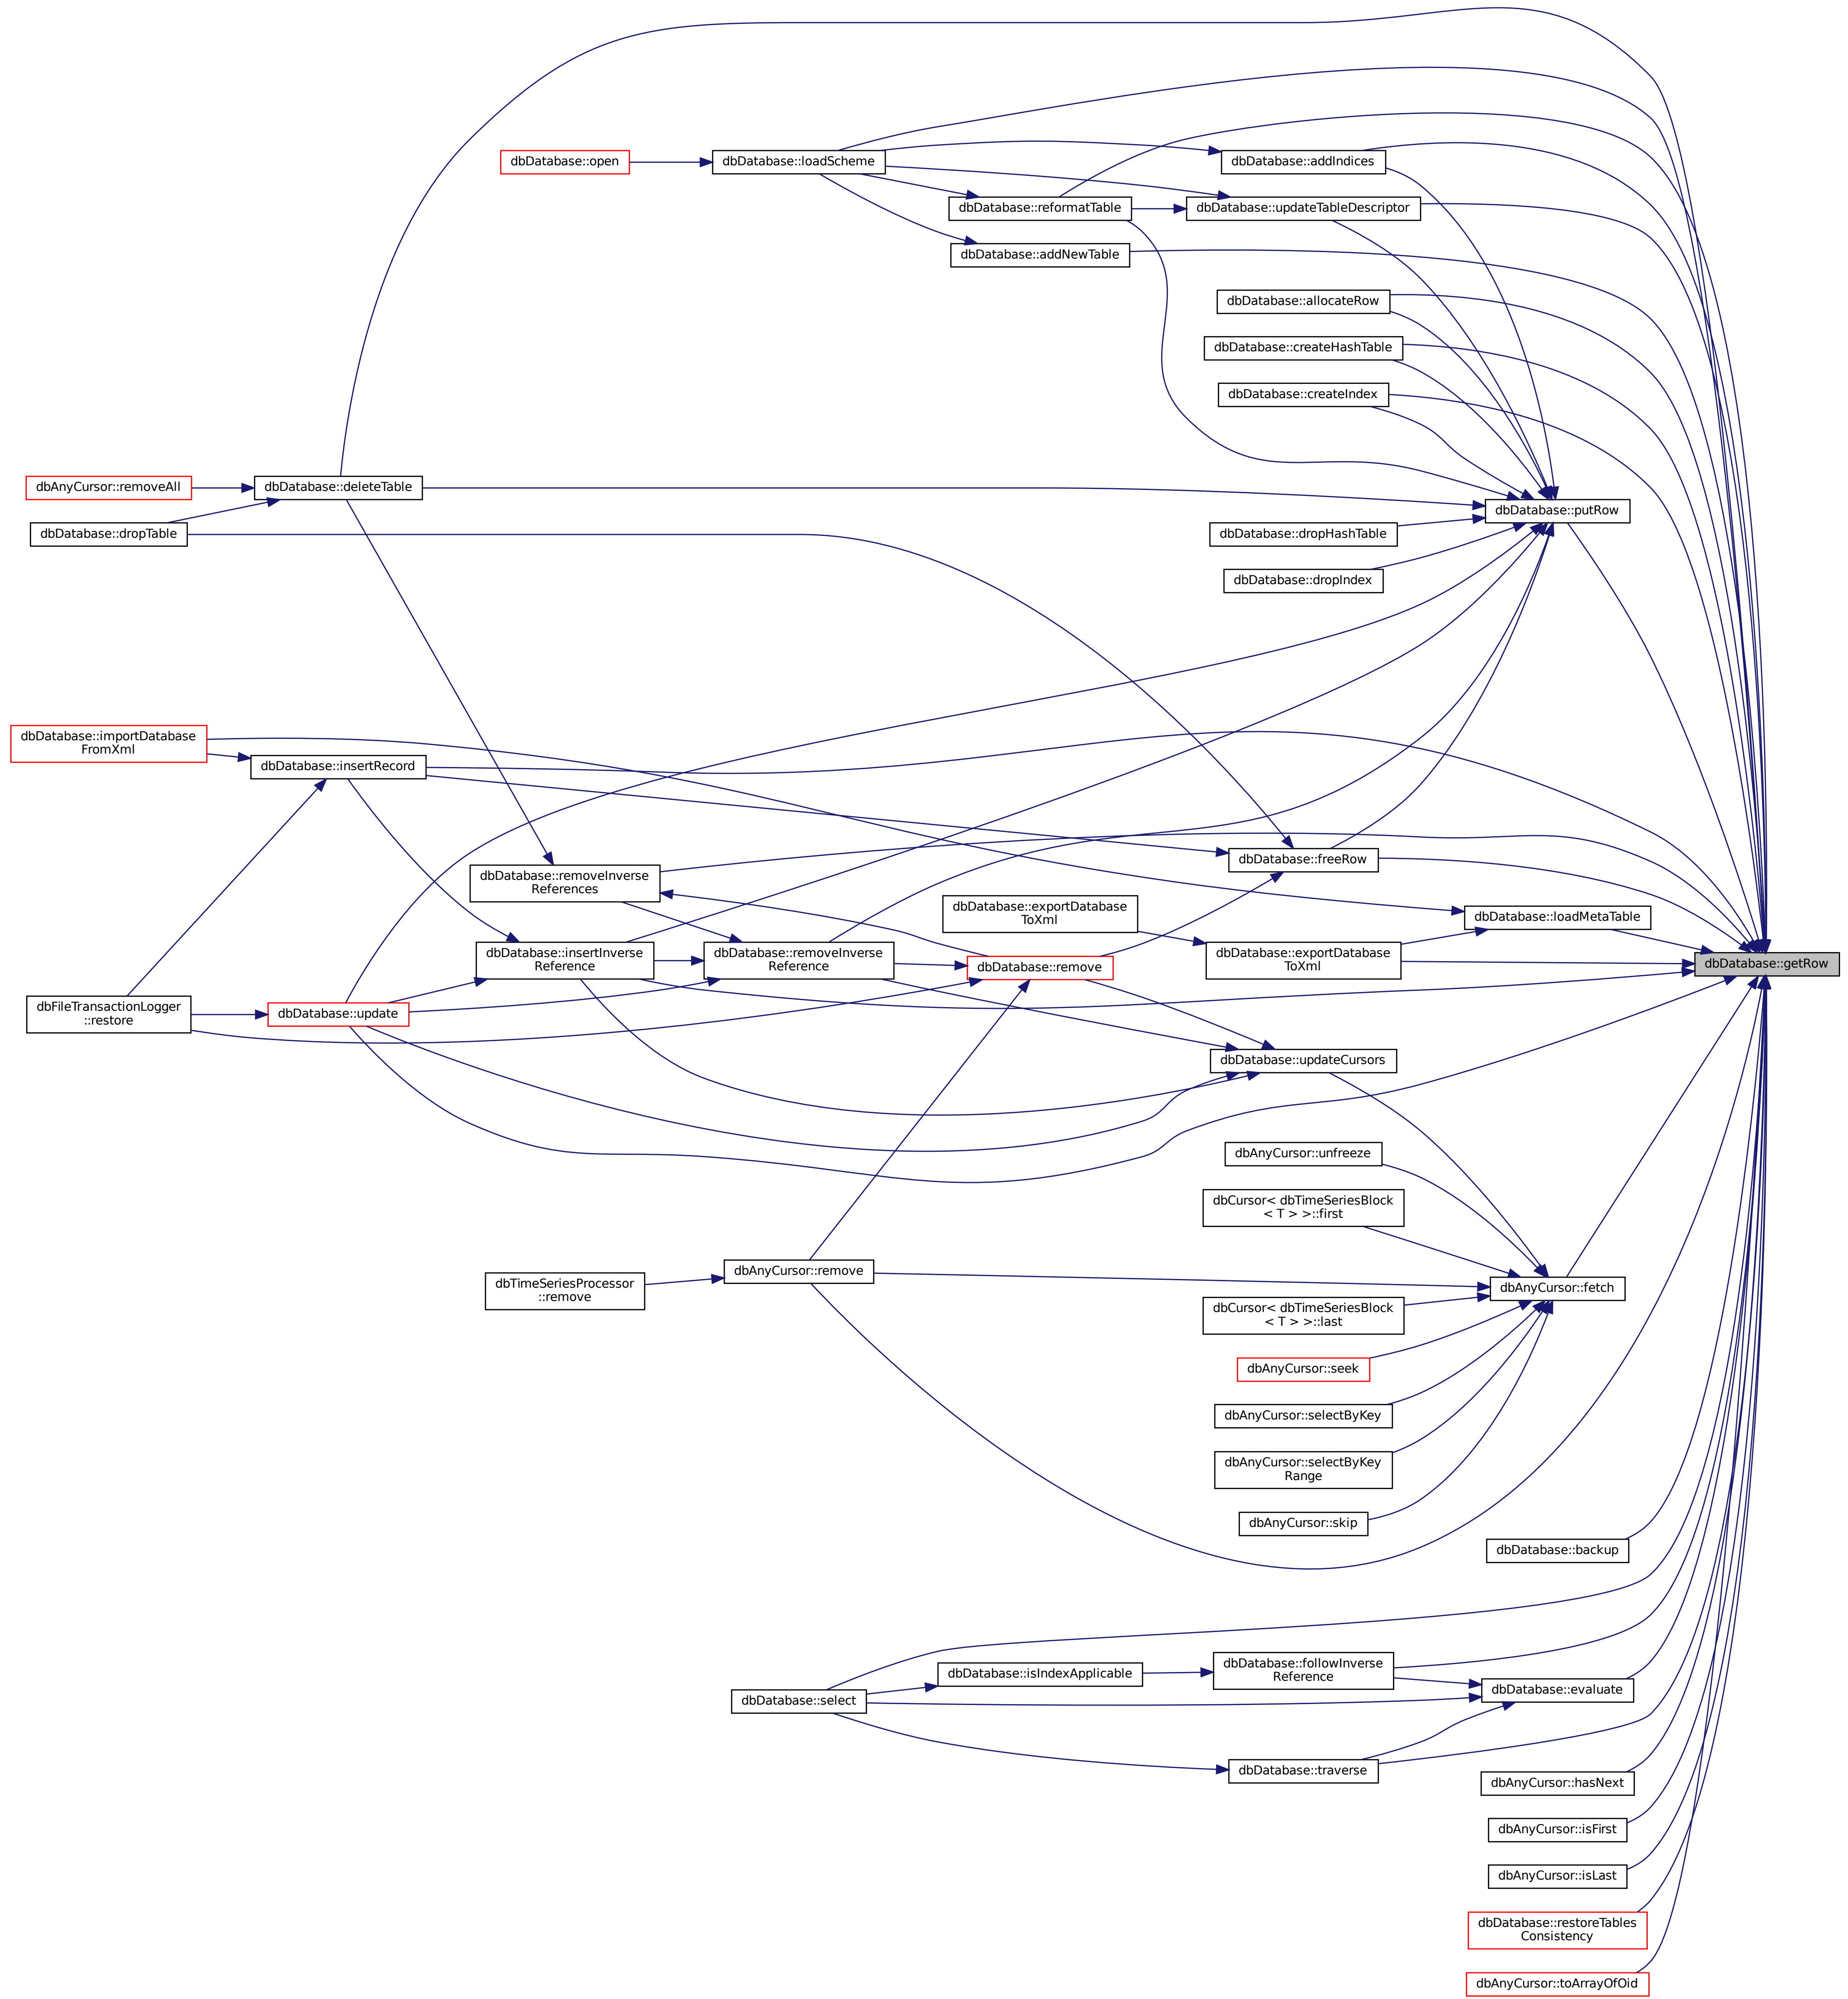 dbDatabase::open
dbDatabase::loadScheme
dbDatabase::addIndices
dbDatabase::reformatTable
dbDatabase::updateTableDescriptor
dbDatabase::addNewTable
dbDatabase::allocateRow
dbDatabase::createHashTable
dbDatabase::createIndex
dbAnyCursor::removeAll
dbDatabase::deleteTable
dbDatabase::putRow
dbDatabase::dropTable
dbDatabase::dropHashTable
dbDatabase::dropIndex
dbDatabase::importDatabase
FromXml
dbDatabase::insertRecord
dbDatabase::freeRow
dbDatabase::removeInverse
References
dbDatabase::exportDatabase
ToXml
dbDatabase::loadMetaTable
dbDatabase::insertInverse
Reference
dbDatabase::removeInverse
Reference
dbDatabase::remove
dbDatabase::exportDatabase
ToXml
dbDatabase::getRow
dbFileTransactionLogger
::restore
dbDatabase::update
dbDatabase::updateCursors
dbAnyCursor::unfreeze
dbCursor< dbTimeSeriesBlock
< T > >::first
dbTimeSeriesProcessor
::remove
dbAnyCursor::remove
dbAnyCursor::fetch
dbCursor< dbTimeSeriesBlock
< T > >::last
dbAnyCursor::seek
dbAnyCursor::selectByKey
dbAnyCursor::selectByKey
Range
dbAnyCursor::skip
dbDatabase::backup
dbDatabase::select
dbDatabase::isIndexApplicable
dbDatabase::followInverse
Reference
dbDatabase::evaluate
dbDatabase::traverse
dbAnyCursor::hasNext
dbAnyCursor::isFirst
dbAnyCursor::isLast
dbDatabase::restoreTables
Consistency
dbAnyCursor::toArrayOfOid